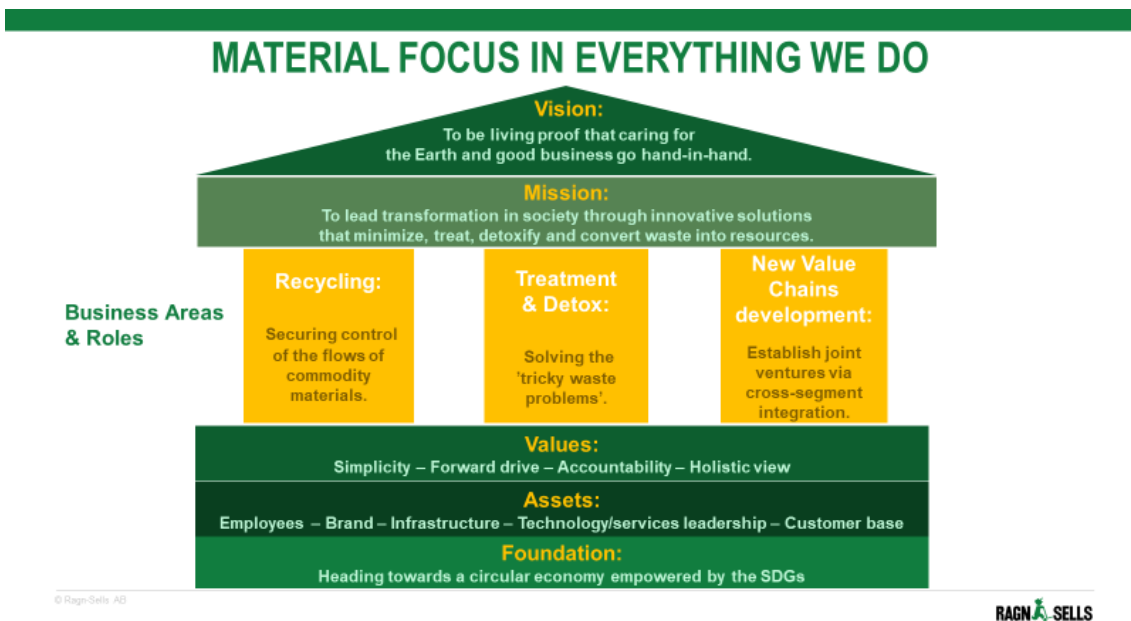 MATERIAL FOCUS IN EVERYTHING WE DO
Vision:
To be living proof that caring for
the Earth and good business go hand-in-hand.
Mission:
To lead transformation in society through innovative solutions
that minimize, treat, detoxify and convert waste into resources.
Business Areas
& Roles
Recycling:
Securing control
of the flows of
commodity
materials.
Treatment
& Detox:
Solving the
’tricky waste
problems’.
New Value
Chains
development:
Establish joint
ventures via
cross-segment
integration.
Values:
Simplicity – Forward drive – Accountability – Holistic view
Assets:
Employees – Brand – Infrastructure – Technology/services leadership – Customer base
Foundation:
Heading towards a circular economy empowered by the SDGs
© Ragn-Sells AB
RAGN SELLS